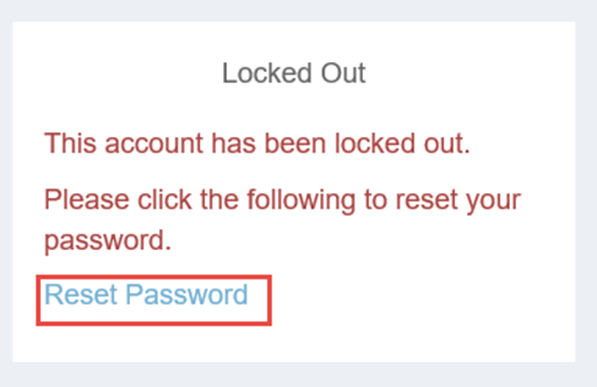 Locked Out
This account has been locked out.
Please click the following to reset your
password.
Reset Password